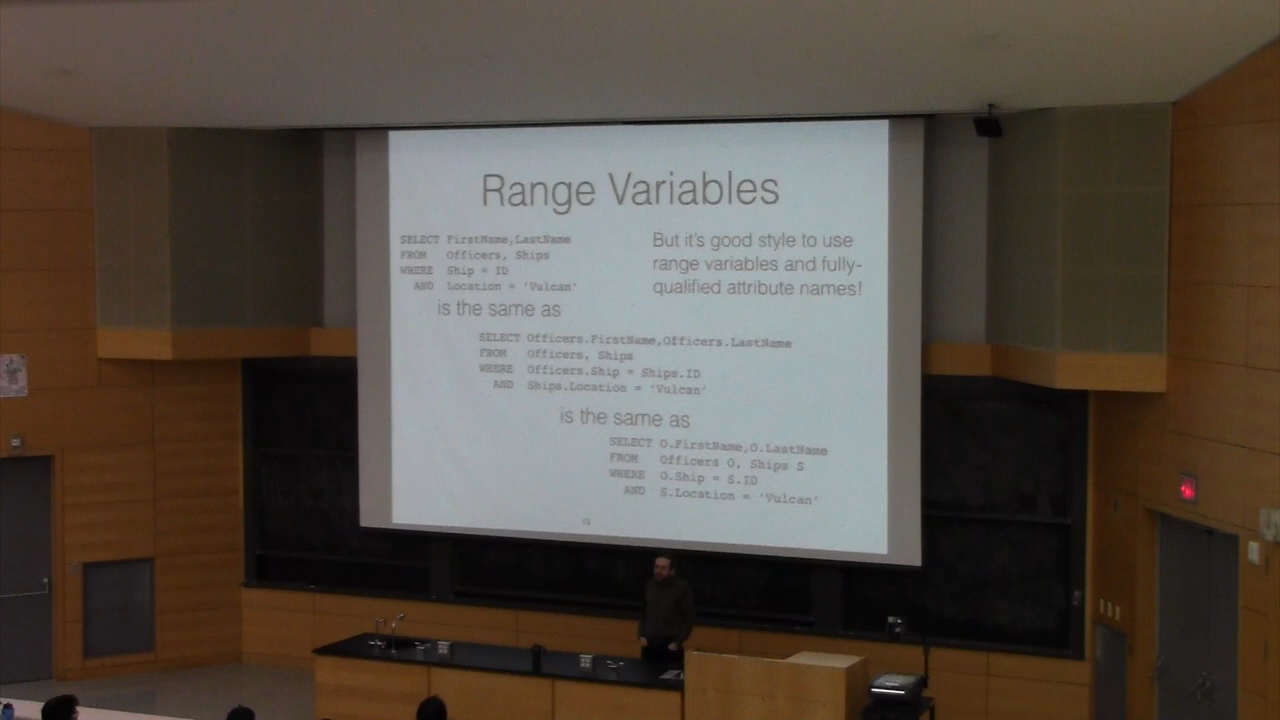 Range Variables
SELECT FirstName,LastName
FROM Officers, Ships
WHERE Ship = ID
AND Location = 'Vulcan'
But it's good style to use
range variables and fully-
qualified attribute names!
is the same as
SELECT Officers.FirstName,Officers.LastName
FROM Officers, Ships
WHERE Officers.Ship = Ships.ID
AND Ships.Location = 'Vulcan'
is the same as
SELECT O.FirstName,O.LastName
FROM Officers O, Ships S
WHERE O.Ship = S.ID
AND S.Location = 'Vulcan'